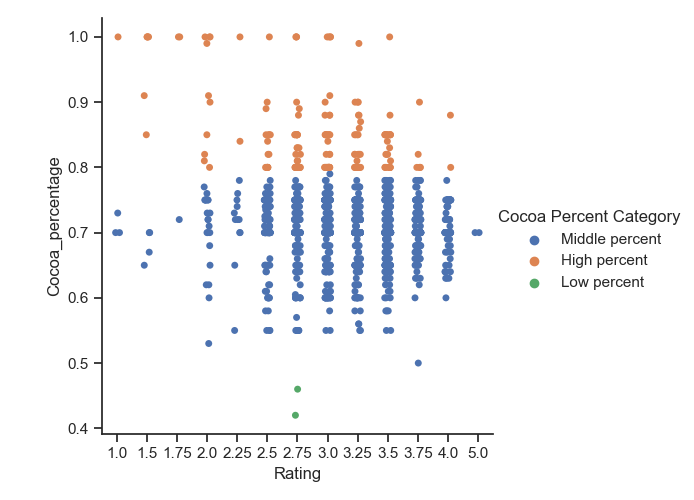 1.0
0.9
0.8
0.7
0.6
0.5
0.4
Cocoa_percentage
Cocoa Percent Category
Middle percent
High percent
Low percent
1.0 1.5 1.75 2.0 2.25 2.5 2.75 3.0 3.25 3.5 3.75 4.0 5.0
Rating